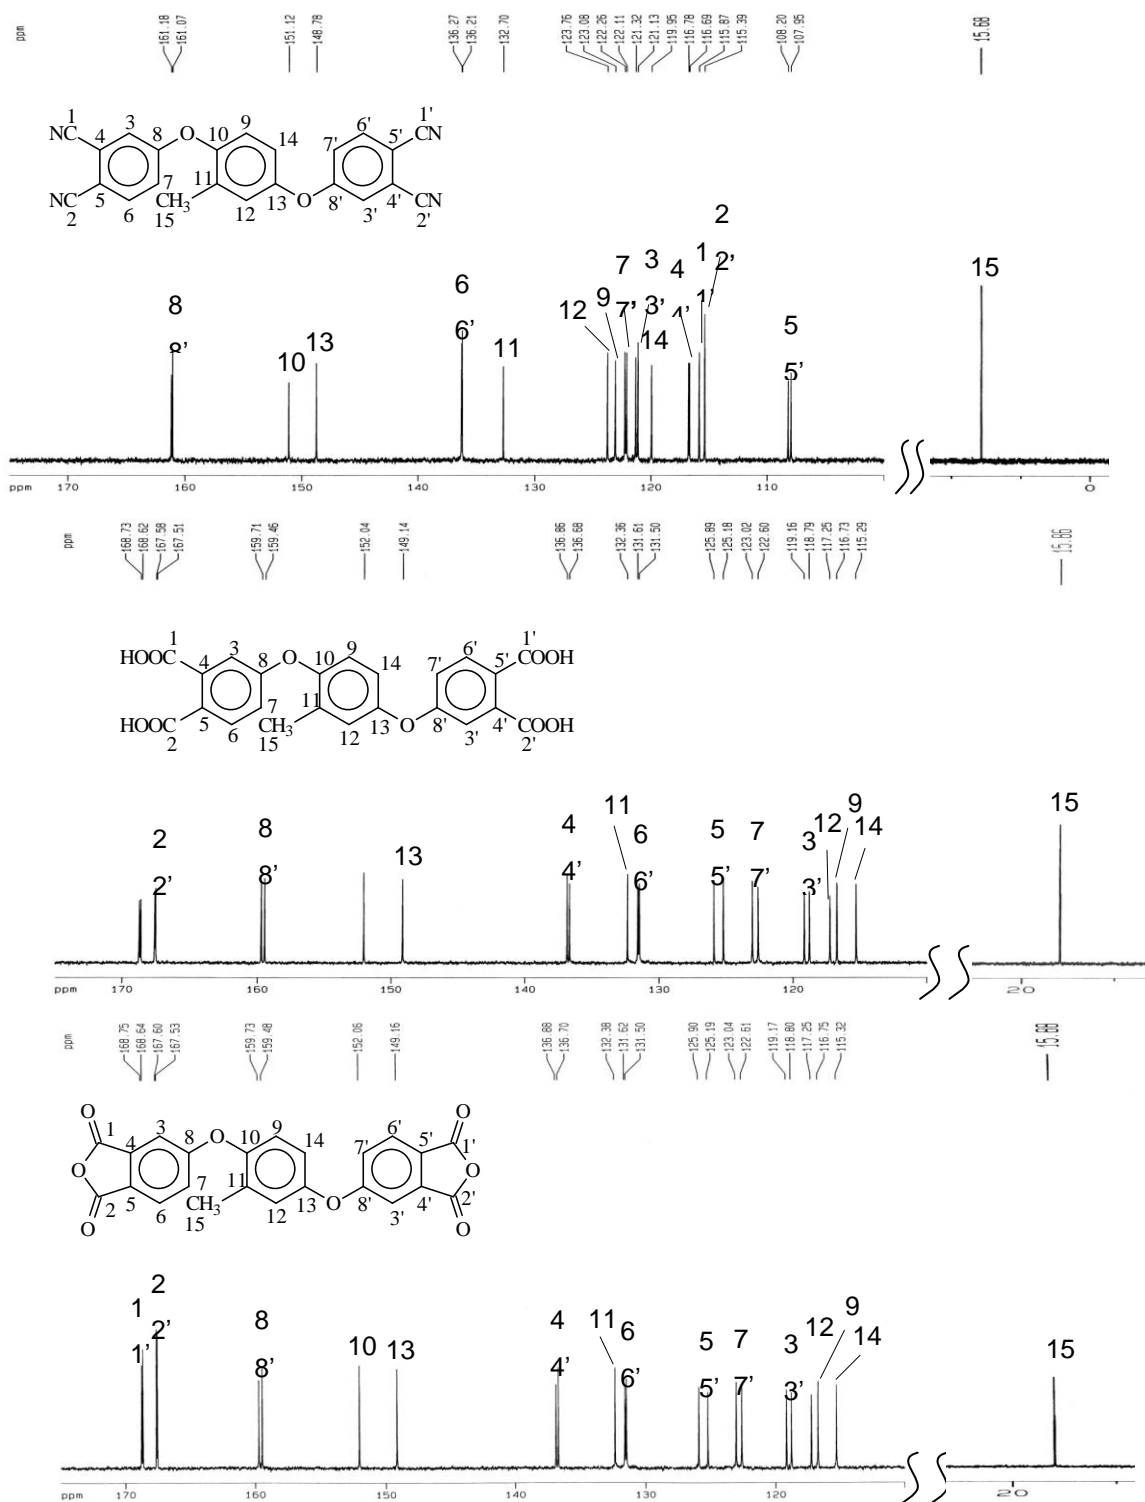 ppm
161.18 161.07 151.12 148.78 136.27 136.21 132.70 123.76 123.08 122.26 122.11 121.32 121.13 119.95 116.78 116.69 115.87 115.39 108.20 107.95 15.68
1 NC 3 4 8 O 10 9 14 7' 6' 5' CN 1'
NC 2 5 6 7 CH3 15 11 12 13 O 8' 3' 4' CN 2'
8 8' 10 13 6 6' 11 12 9 7 7' 3 3' 14 4 4' 1 1' 2 2' 5 5' 15
ppm 170 160 150 140 130 120 110 0
ppm
168.73 168.62 167.58 167.51 159.71 159.46 152.04 149.14 136.86 136.68 132.36 131.61 131.50 125.89 125.18 123.02 122.60 119.16 118.79 117.25 116.73 115.29 15.86
1 HOOC 3 4 8 O 10 9 14 7' 6' 5' COOH 1'
HOOC 2 5 6 7 CH3 15 11 12 13 O 8' 3' 4' COOH 2'
2 2' 8 8' 13 4 4' 11 6 6' 5 5' 7 7' 3 3' 12 9 14 15
ppm 170 160 150 140 130 120 20
ppm
168.75 168.64 167.60 167.53 159.73 159.48 152.06 149.16 136.88 136.70 132.38 131.62 131.50 125.90 125.19 123.04 122.61 119.17 118.80 117.25 116.75 115.32 15.88
O 1 3 4 8 O 10 9 14 7' 6' 5' O 1'
O 2 5 6 7 CH3 15 11 12 13 O 8' 3' 4' O 2'
O O
1 1' 2 2' 8 8' 10 13 4 4' 11 6 6' 5 5' 7 7' 3 3' 12 9 14 15
ppm 170 160 150 140 130 120 20